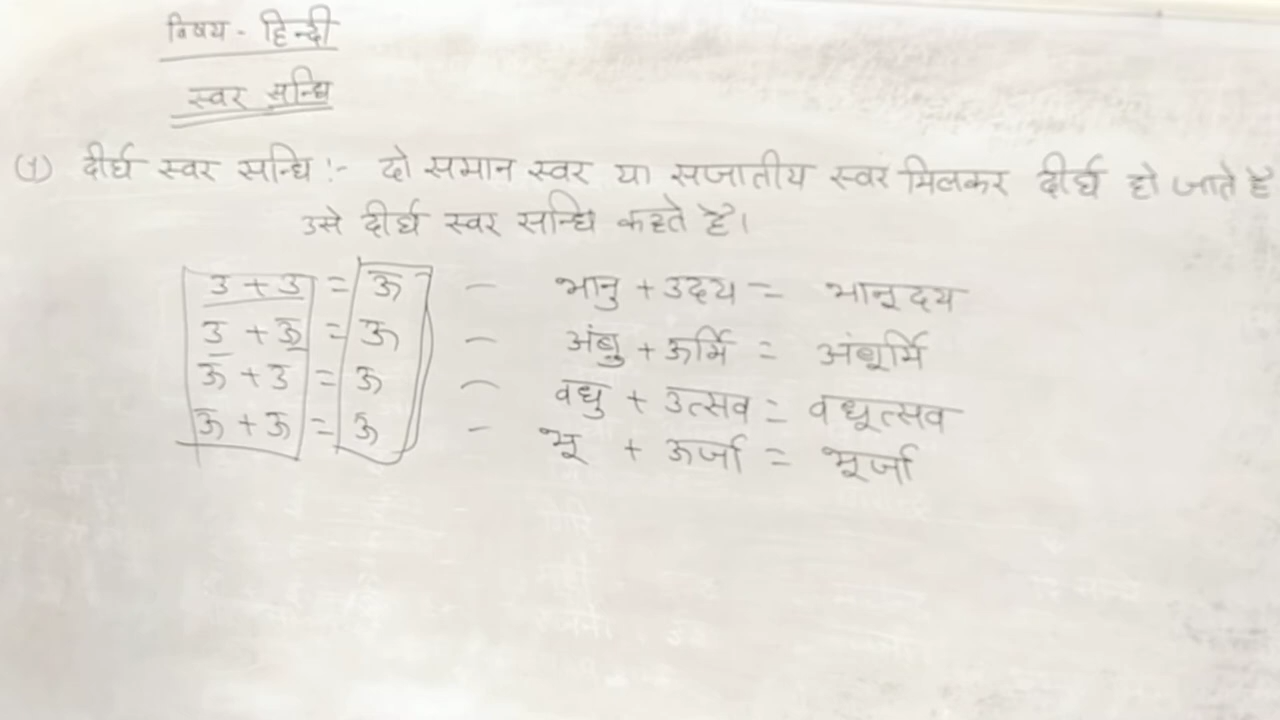 विषय - हिन्दी
स्वर सन्धि
(1) दीर्घ स्वर सन्धि :- दो समान स्वर या सजातीय स्वर मिलकर दीर्घ हो जाते है
उसे दीर्घ स्वर सन्धि कहते है।
उ + उ = ऊ – भानु + उदय = भानूदय
उ + ऊ = ऊ – अंबु + ऊर्मि = अंबूर्मि
ऊ + उ = ऊ – वधु + उत्सव = वधूत्सव
ऊ + ऊ = ऊ – भू + ऊर्जा = भूर्जा